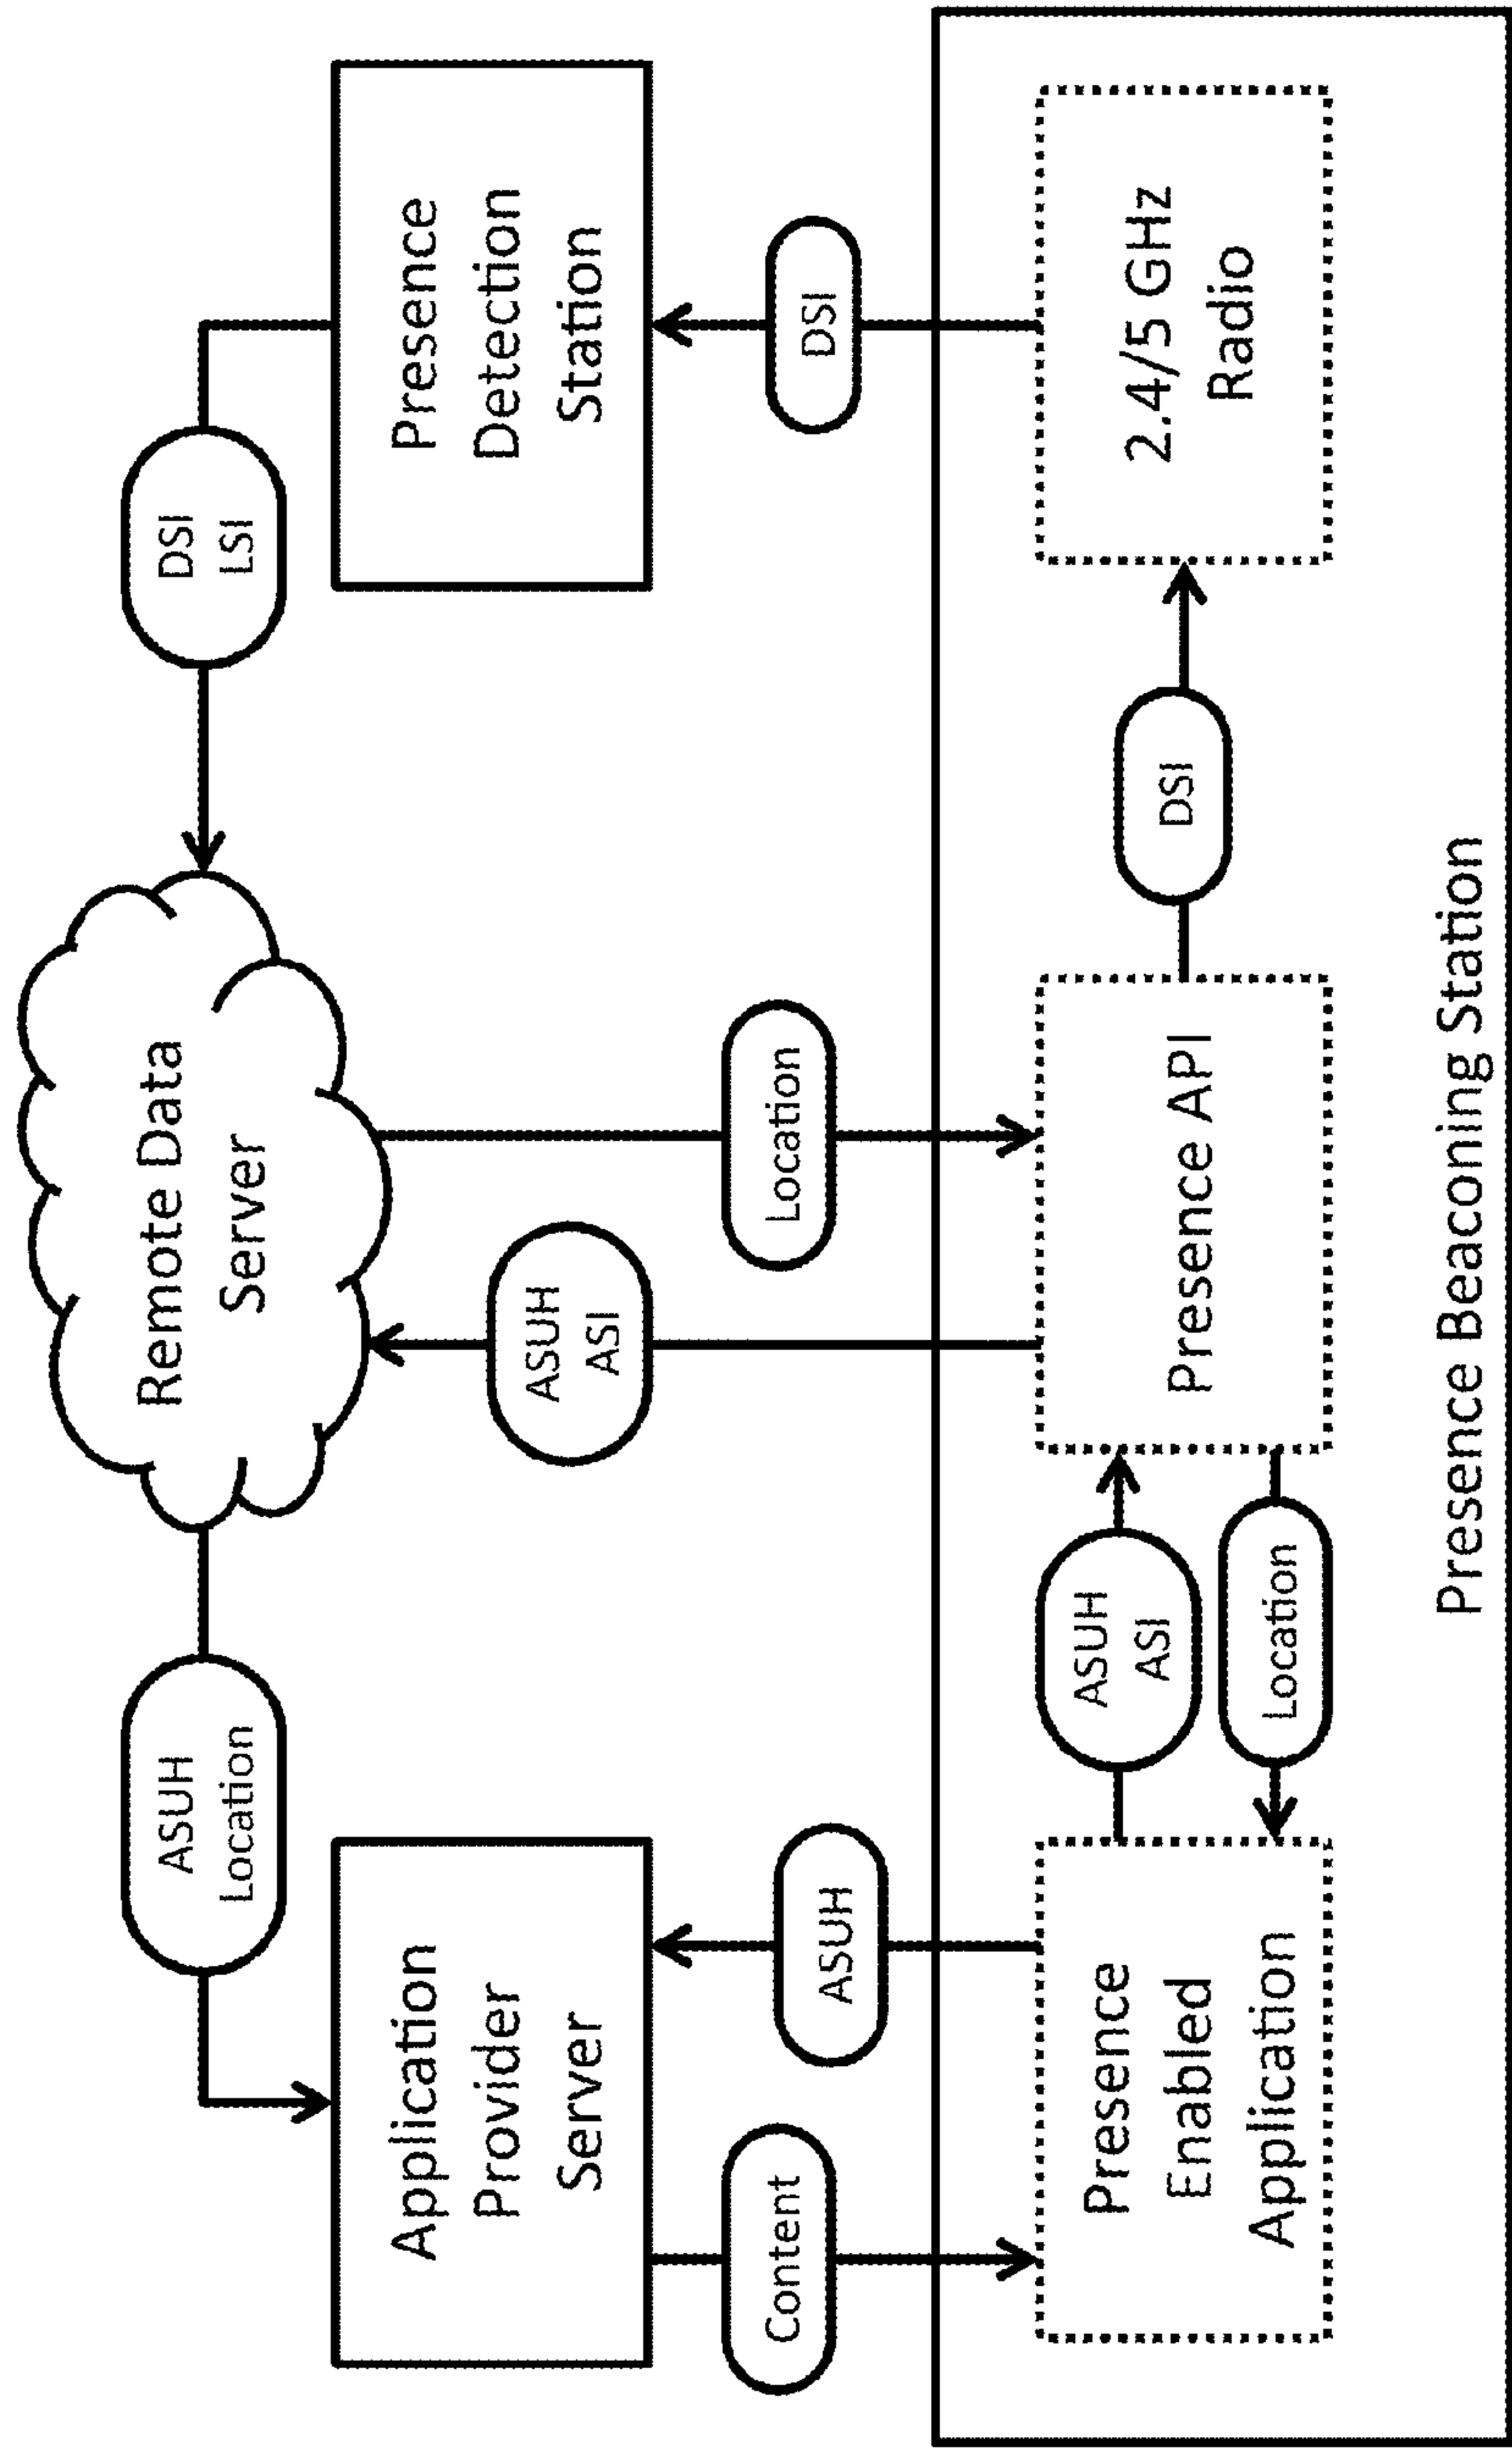 Remote Data
Server
ASUH
Location
DSI
LSI
Application
Provider
Server
Presence
Detection
Station
ASUH
ASI
Location
Content
ASUH
DSI
Presence
Enabled
Application
ASUH
ASI
Location
Presence API
DSI
2.4/5 GHz
Radio
Presence Beaconing Station